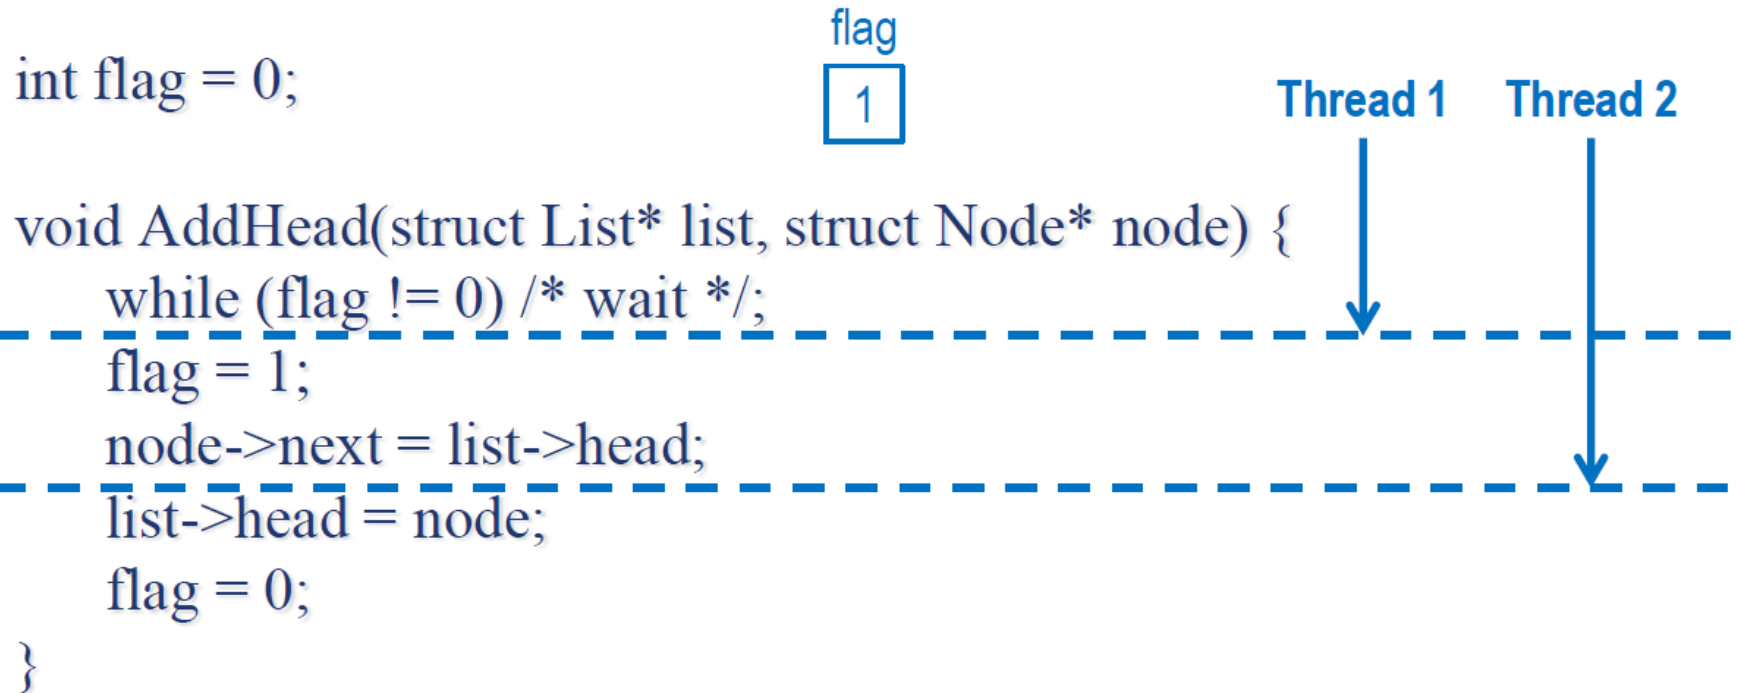 flag
int flag = 0;
1
Thread 1 Thread 2
void AddHead(struct List* list, struct Node* node) {
while (flag != 0) /* wait */;
flag = 1;
node->next = list->head;
list->head = node;
flag = 0;
}